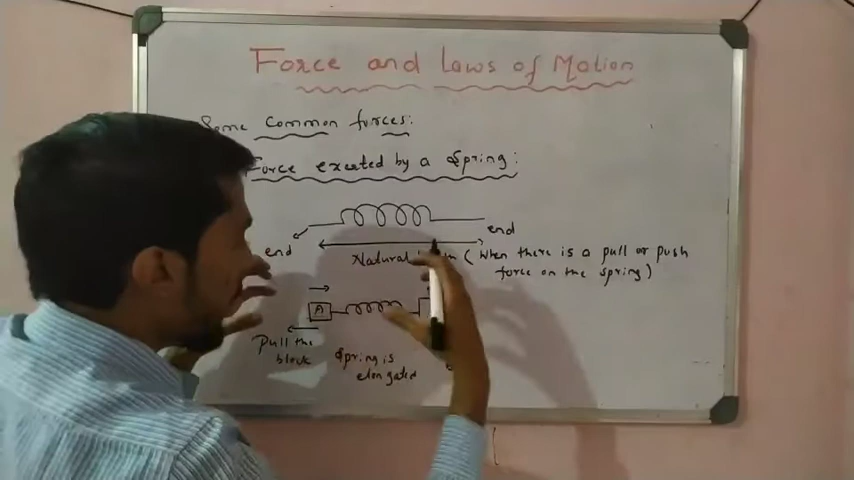 Force and Laws of Motion
Some Common forces:
Force exerted by a Spring:
end
end
Natural (When there is a pull or push
force on the spring)
A
Pull the
block
Spring is
elongated